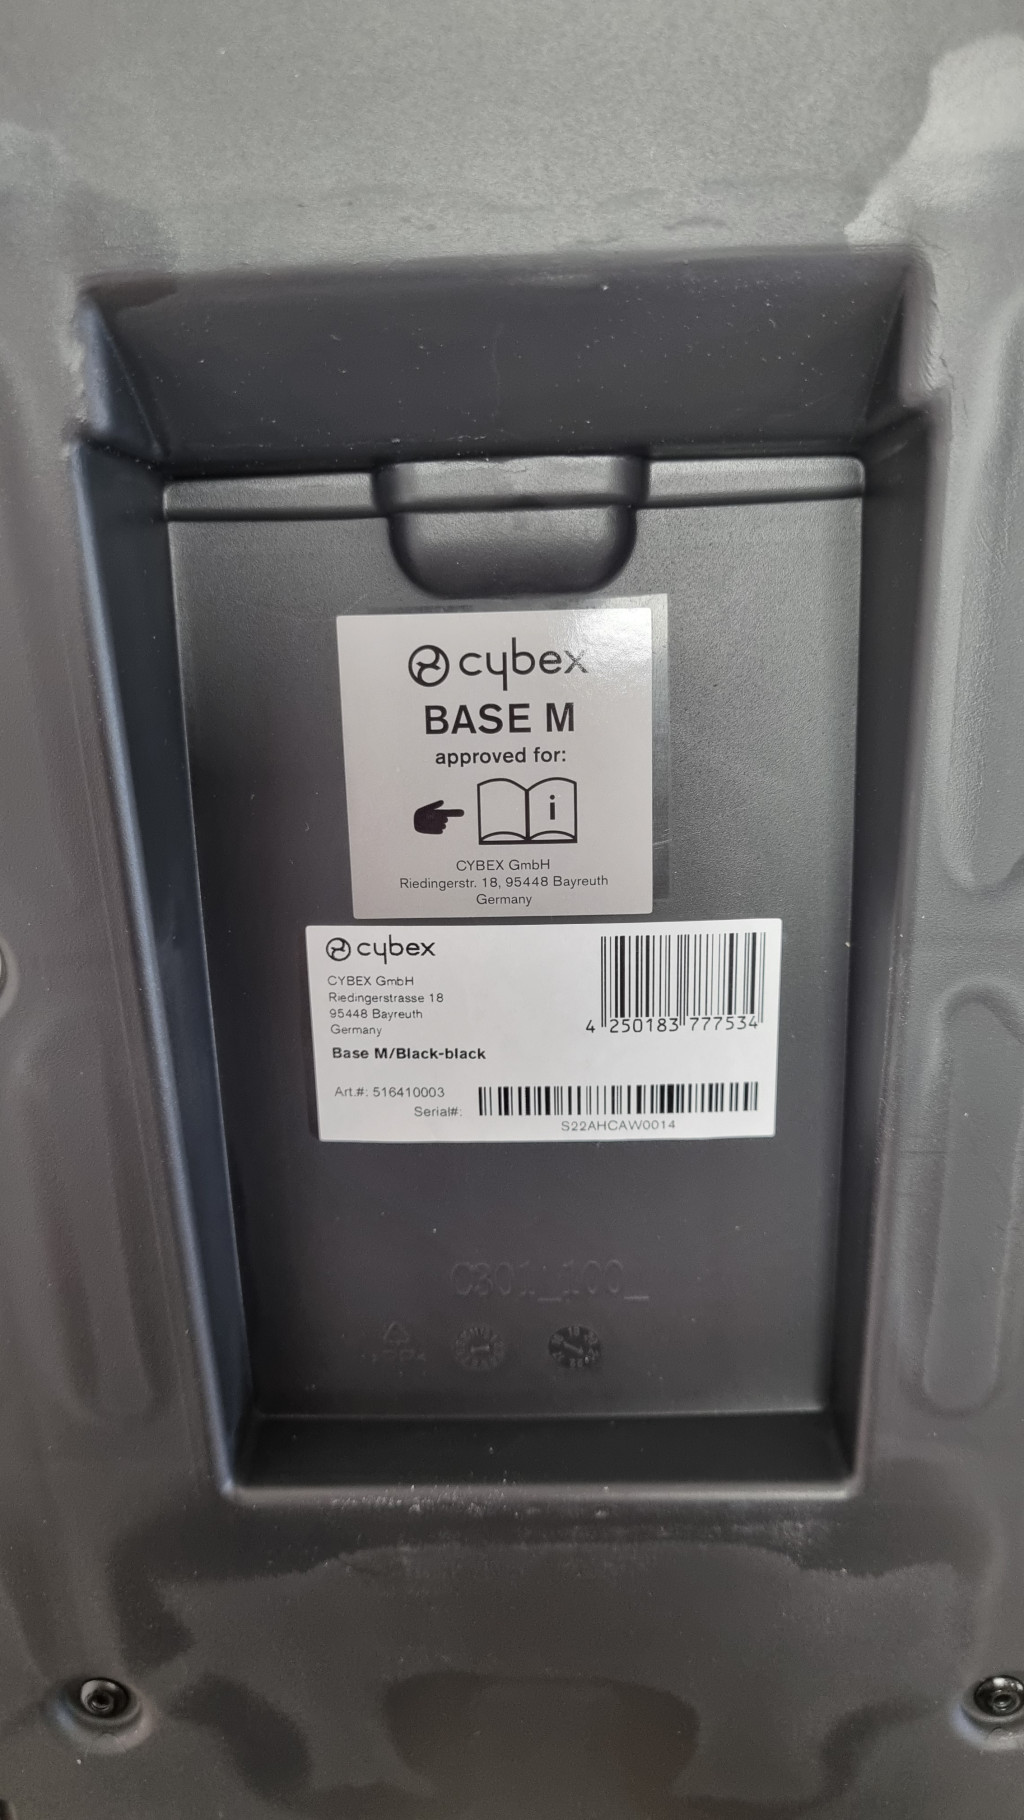 cybex
BASE M
approved for:
i
CYBEX GmbH
Riedingerstr. 18, 95448 Bayreuth
Germany
cybex
CYBEX GmbH
Riedingerstrasse 18
95448 Bayreuth
Germany
4 250183 777534
Base M/Black-black
Art.#: 516410003
Serial#:
S22AHCAW0014
C301_100_